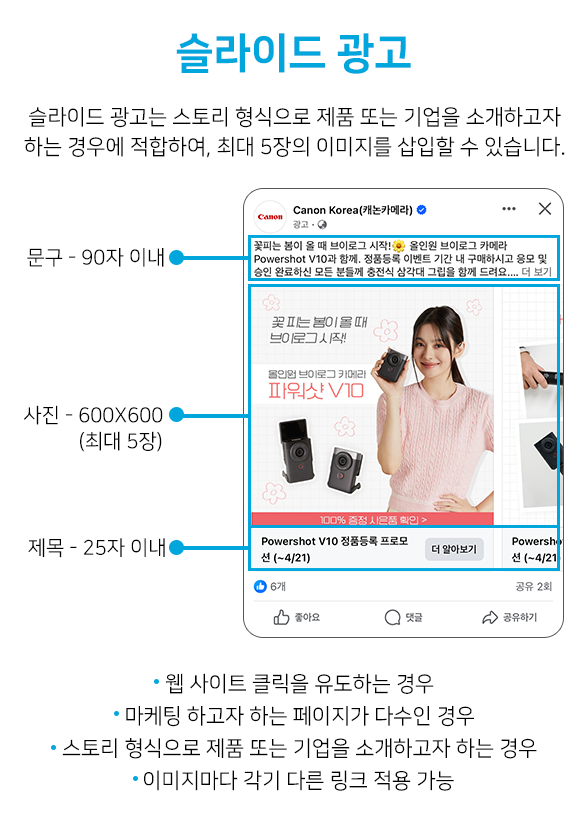 슬라이드 광고
슬라이드 광고는 스토리 형식으로 제품 또는 기업을 소개하고자
하는 경우에 적합하여, 최대 5장의 이미지를 삽입할 수 있습니다.
Canon
Canon Korea(캐논카메라)
광고
문구 - 90자 이내
꽃피는 봄이 올 때 브이로그 시작!🌼 올인원 브이로그 카메라
Powershot V10과 함께. 정품등록 이벤트 기간 내 구매하시고 응모 및
승인 완료하신 모든 분들께 충전식 삼각대 그립을 함께 드려요.... 더 보기
꽃 피는 봄이 올 때
브이로그 시작!
올인원 브이로그 카메라
파워샷 V10
사진 - 600X600
(최대 5장)
100% 증정 사은품 확인 >
제목 - 25자 이내
Powershot V10 정품등록 프로모
션 (~4/21)
더 알아보기
Powersho
션 (~4/21)
6개
공유 2회
좋아요
댓글
공유하기
• 웹 사이트 클릭을 유도하는 경우
• 마케팅 하고자 하는 페이지가 다수인 경우
• 스토리 형식으로 제품 또는 기업을 소개하고자 하는 경우
• 이미지마다 각기 다른 링크 적용 가능